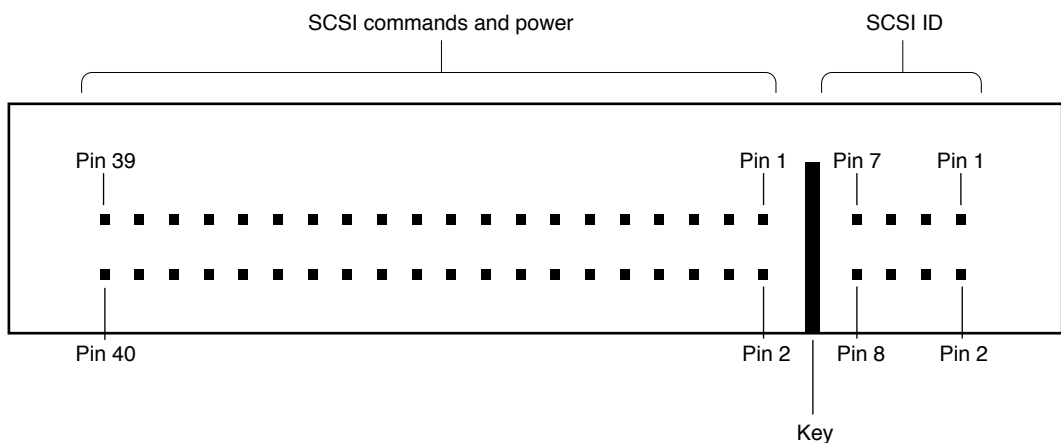 SCSI commands and power
SCSI ID
Pin 39
Pin 1
Pin 7
Pin 1
Pin 40
Pin 2
Pin 8
Pin 2
Key